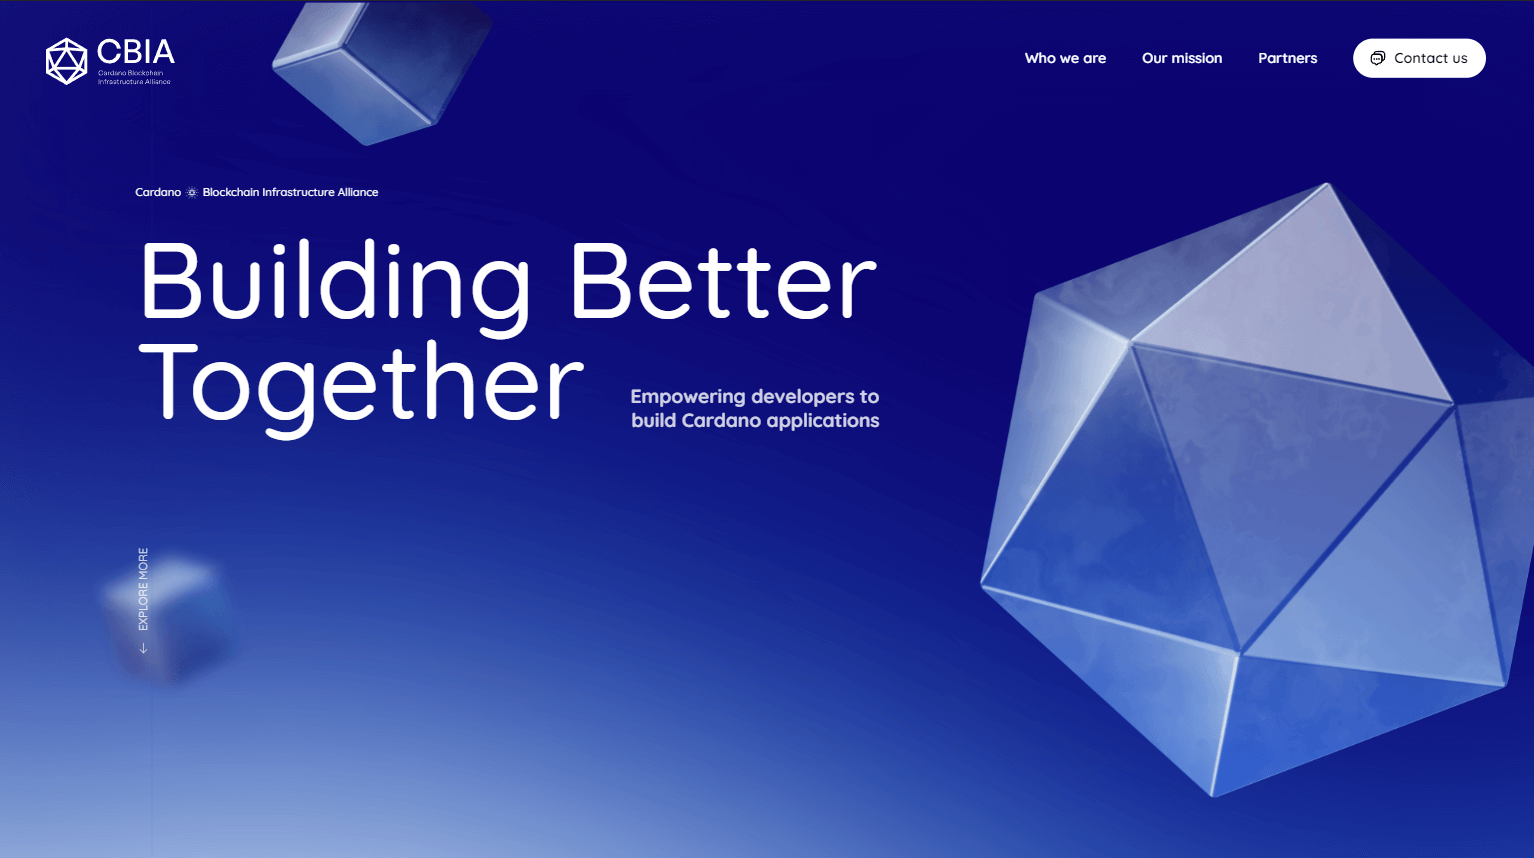 CBIA
Cardano Blockchain
Infrastructure Alliance
Who we are
Our mission
Partners
Contact us
Cardano Blockchain Infrastructure Alliance
Building Better
Together
Empowering developers to
build Cardano applications
EXPLORE MORE